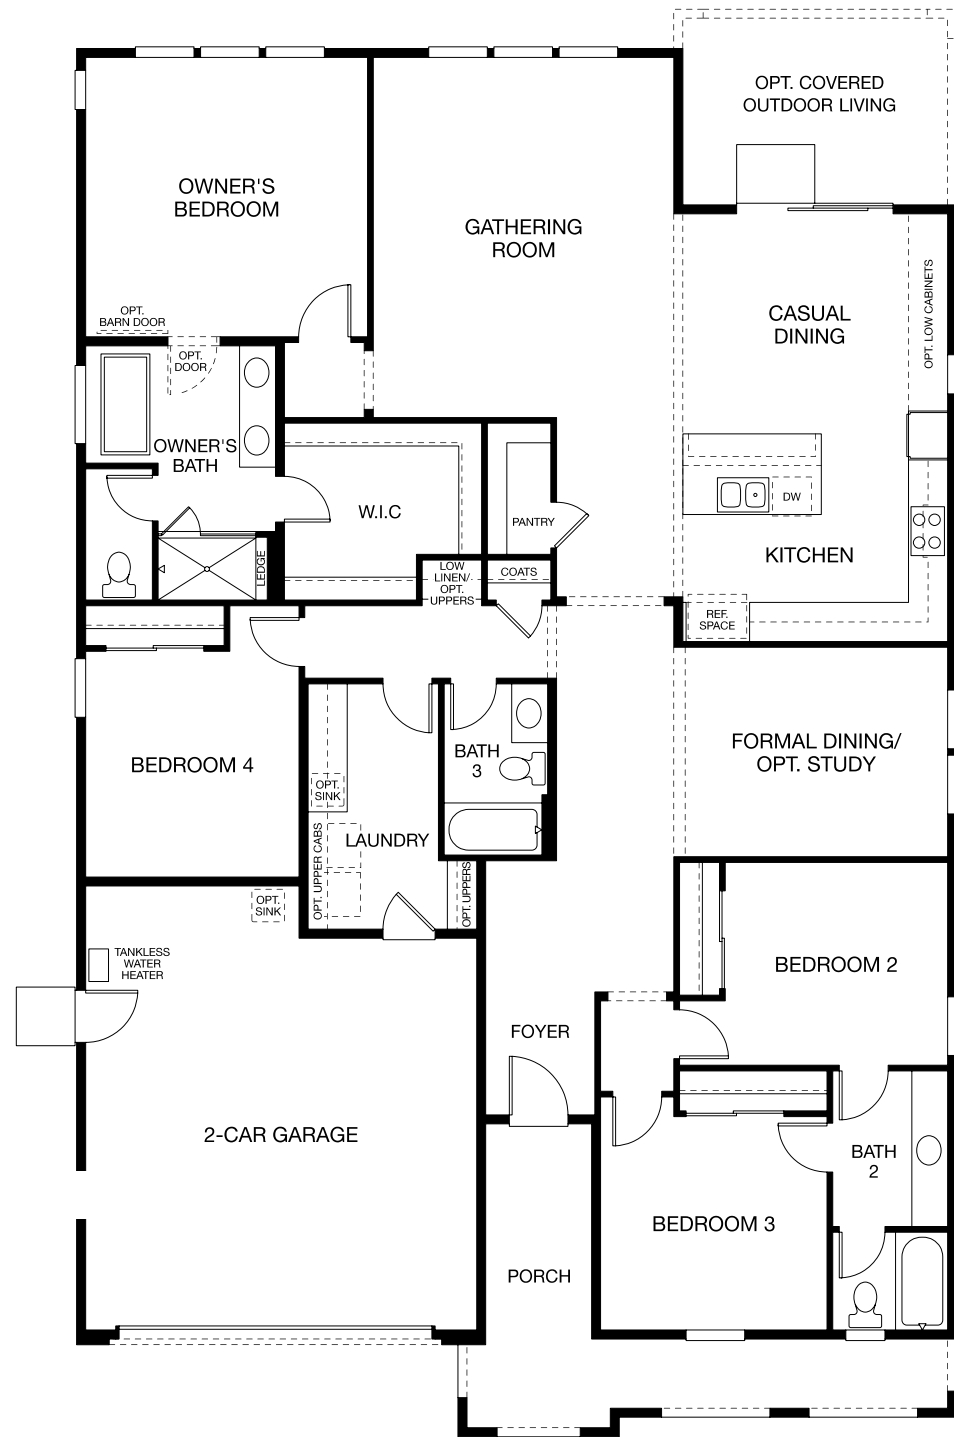 OPT. COVERED
OUTDOOR LIVING
OWNER'S
BEDROOM
GATHERING
ROOM
OPT. LOW CABINETS
CASUAL
DINING
OPT.
BARN DOOR
OPT.
DOOR
OWNER'S
BATH
W.I.C
PANTRY
DW
KITCHEN
LEDGE
LOW
LINEN/
OPT.
UPPERS
COATS
REF.
SPACE
FORMAL DINING/
OPT. STUDY
BEDROOM 4
BATH
3
OPT.
SINK
LAUNDRY
OPT. UPPER CABS
OPT. UPPERS
OPT.
SINK
TANKLESS
WATER
HEATER
BEDROOM 2
FOYER
2-CAR GARAGE
BATH
2
BEDROOM 3
PORCH